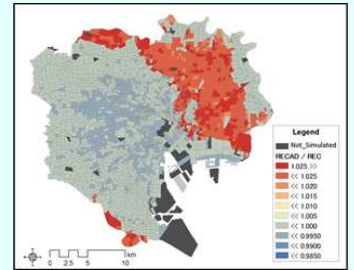 Legend
Not_Simulated
RECAD / REC
1.025 >>
<< 1.025
<< 1.020
<< 1.015
<< 1.010
<< 1.005
<< 1.000
<< 0.9950
<< 0.9900
<< 0.9850
0 2.5 5 10
km